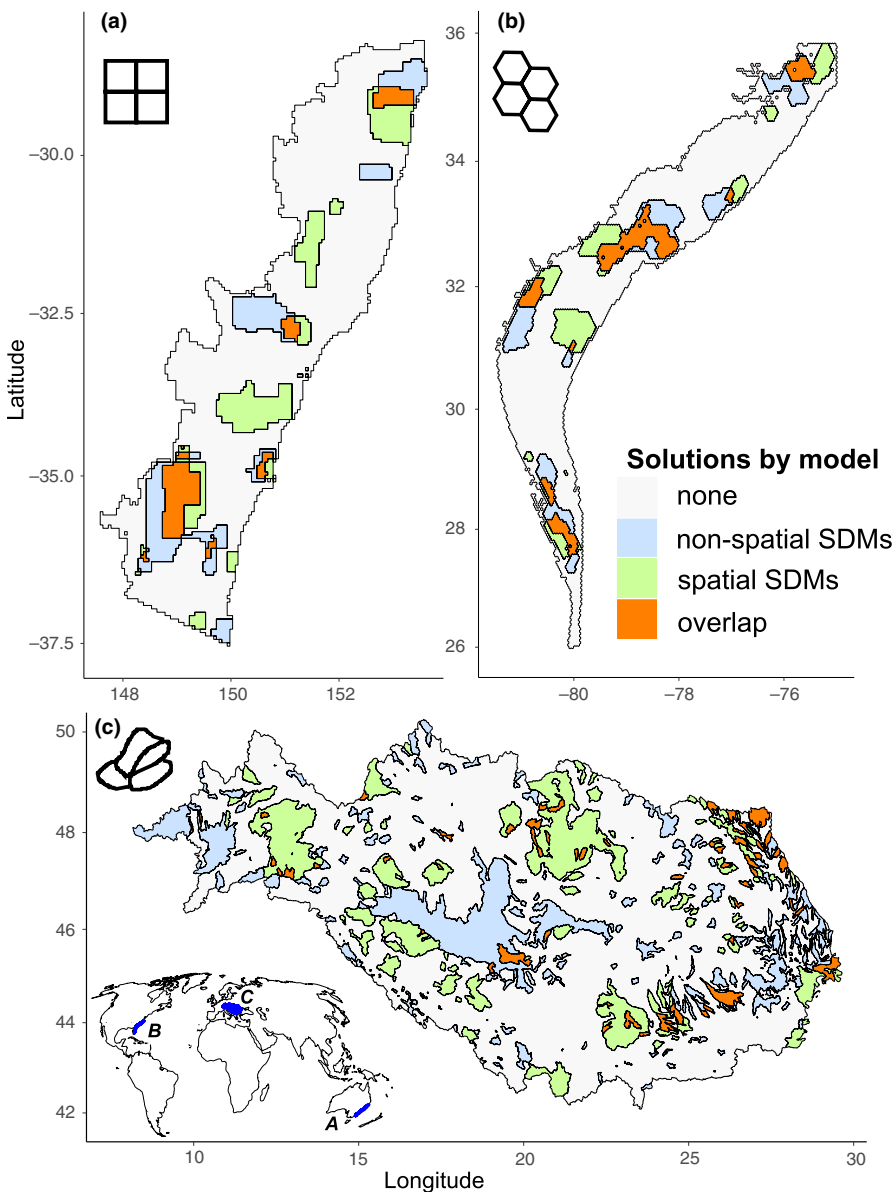 (a)
(b)
Latitude
−30.0
−32.5
−35.0
−37.5
148
150
152
36
34
32
30
28
26
−80
−78
−76
Solutions by model
none
non-spatial SDMs
spatial SDMs
overlap
(c)
50
48
46
44
42
10
15
20
25
30
Longitude
A
B
C